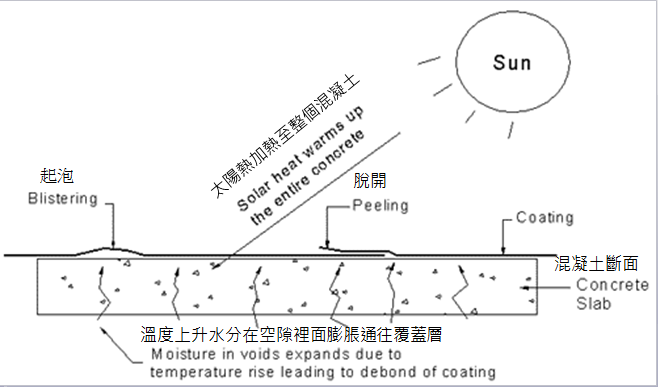 Sun
太陽熱加熱至整個混凝土
Solar heat warms up
the entire concrete
起泡
Blistering
脫開
Peeling
Coating
混凝土斷面
Concrete
Slab
溫度上升水分在空隙裡面膨脹通往覆蓋層
Moisture in voids expands due to
temperature rise leading to debond of coating